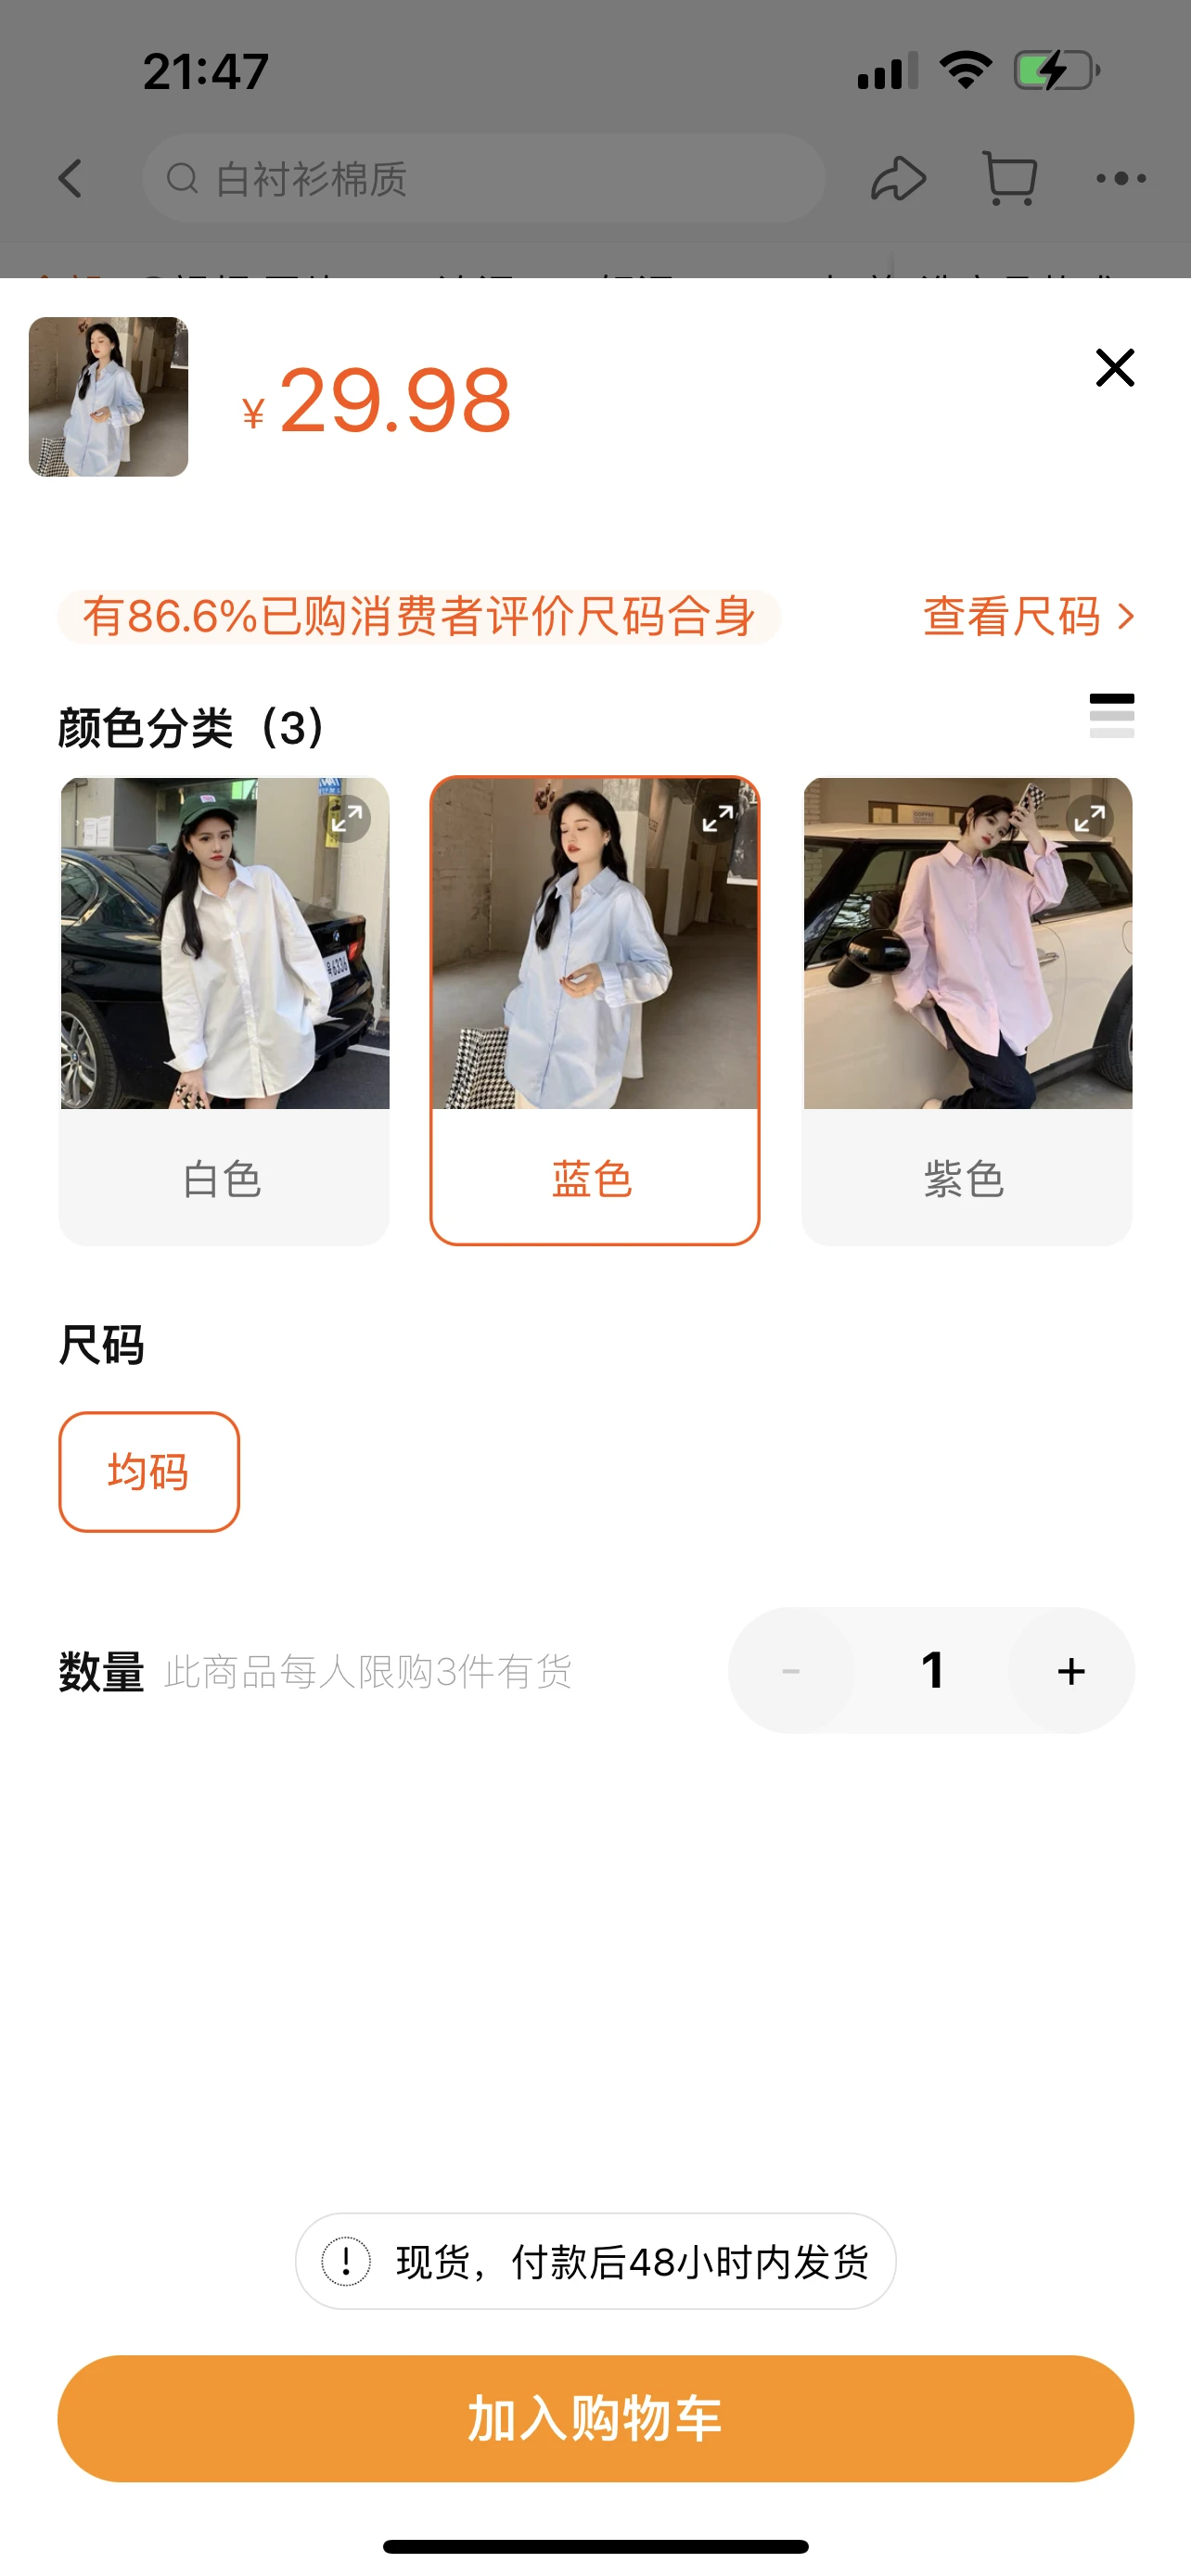 21:47
白衬衫棉质
¥29.98
有86.6%已购消费者评价尺码合身
查看尺码
颜色分类（3）
白色
蓝色
紫色
尺码
均码
数量 此商品每人限购3件有货
- 1 +
现货，付款后48小时内发货
加入购物车